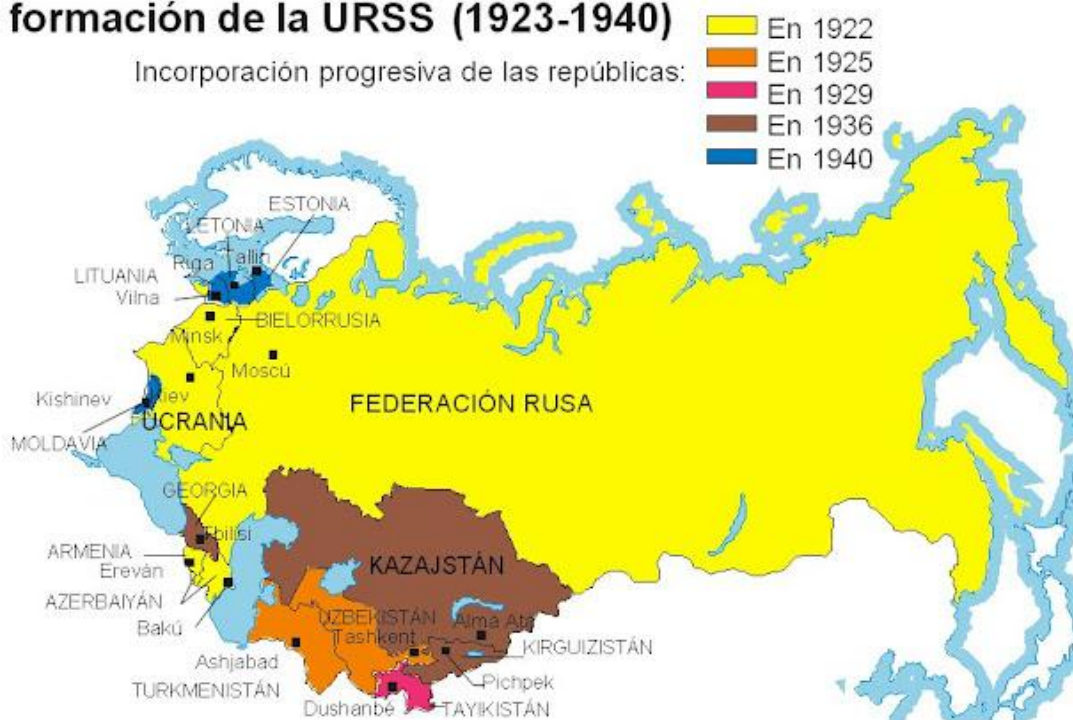 formación de la URSS (1923-1940)
Incorporación progresiva de las repúblicas:
En 1922
En 1925
En 1929
En 1936
En 1940
ESTONIA
LETONIA
Riga
Tallin
LITUANIA
Vilna
BIELORRUSIA
Minsk
Moscú
Kishinev
Kiev
UCRANIA
FEDERACIÓN RUSA
MOLDAVIA
GEORGIA
Tbilisi
ARMENIA
Ereván
KAZAJSTÁN
AZERBAIYÁN
Bakú
UZBEKISTÁN
Alma Ata
Tashkent
KIRGUIZISTÁN
Ashjabad
Pichpek
TURKMENISTÁN
Dushanbé
TAYIKISTÁN